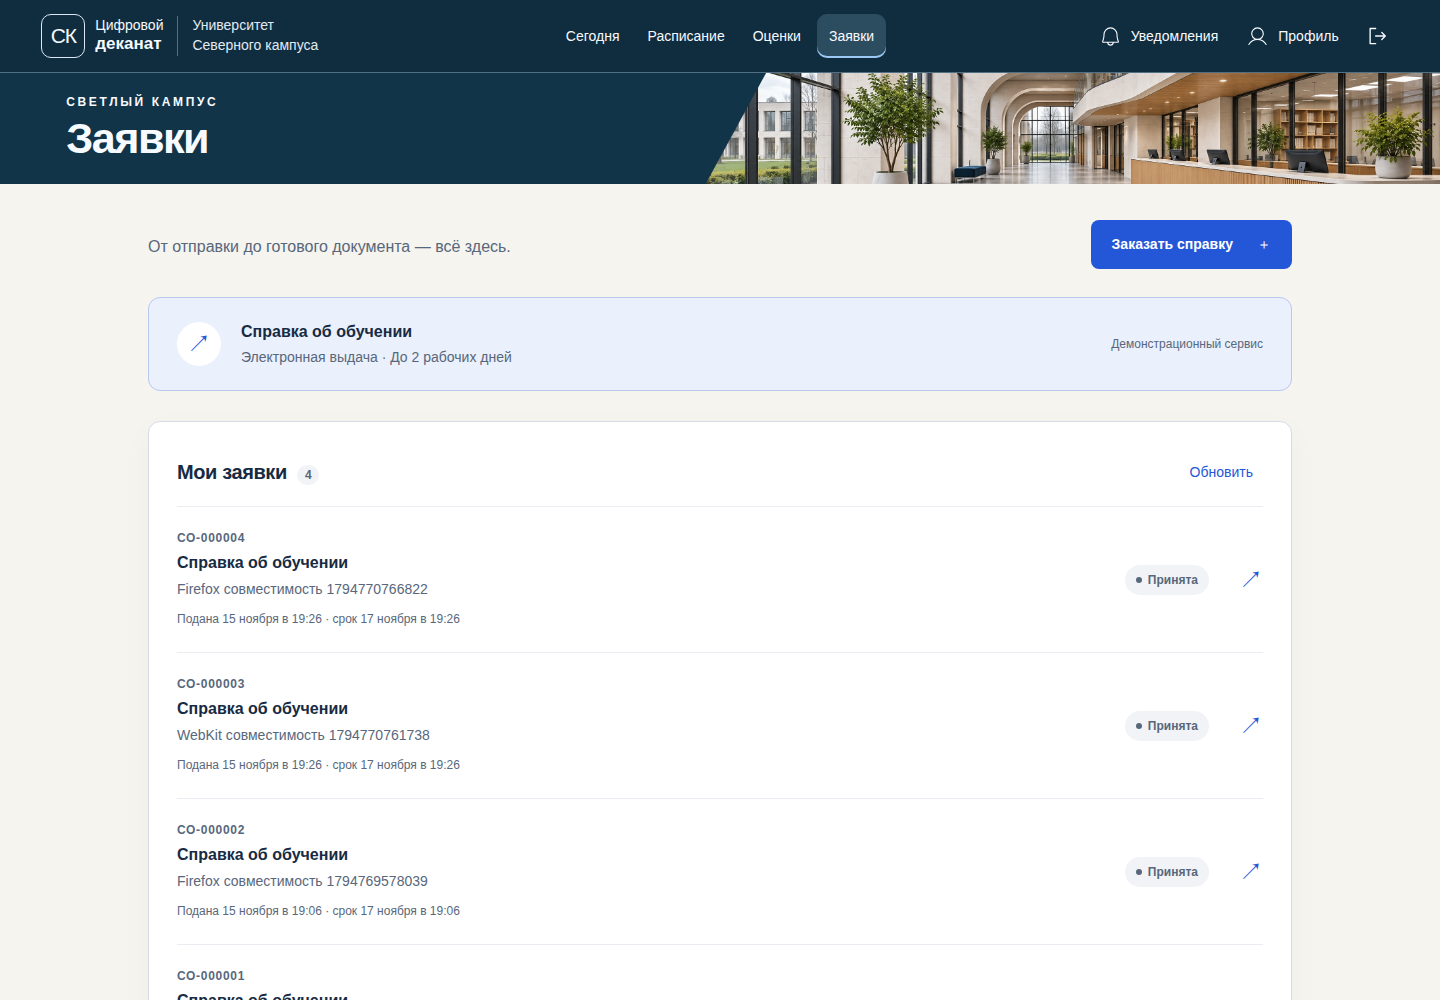 СК
Цифровой
деканат
Университет
Северного кампуса
Сегодня
Расписание
Оценки
Заявки
Уведомления
Профиль
СВЕТЛЫЙ КАМПУС
Заявки
От отправки до готового документа — всё здесь.
Заказать справку +
Справка об обучении
Электронная выдача · До 2 рабочих дней
Демонстрационный сервис
Мои заявки 4
Обновить
СО-000004
Справка об обучении
Firefox совместимость 1794770766822
Подана 15 ноября в 19:26 · срок 17 ноября в 19:26
Принята
СО-000003
Справка об обучении
WebKit совместимость 1794770761738
Подана 15 ноября в 19:26 · срок 17 ноября в 19:26
Принята
СО-000002
Справка об обучении
Firefox совместимость 1794769578039
Подана 15 ноября в 19:06 · срок 17 ноября в 19:06
Принята
СО-000001
Справка об обучении